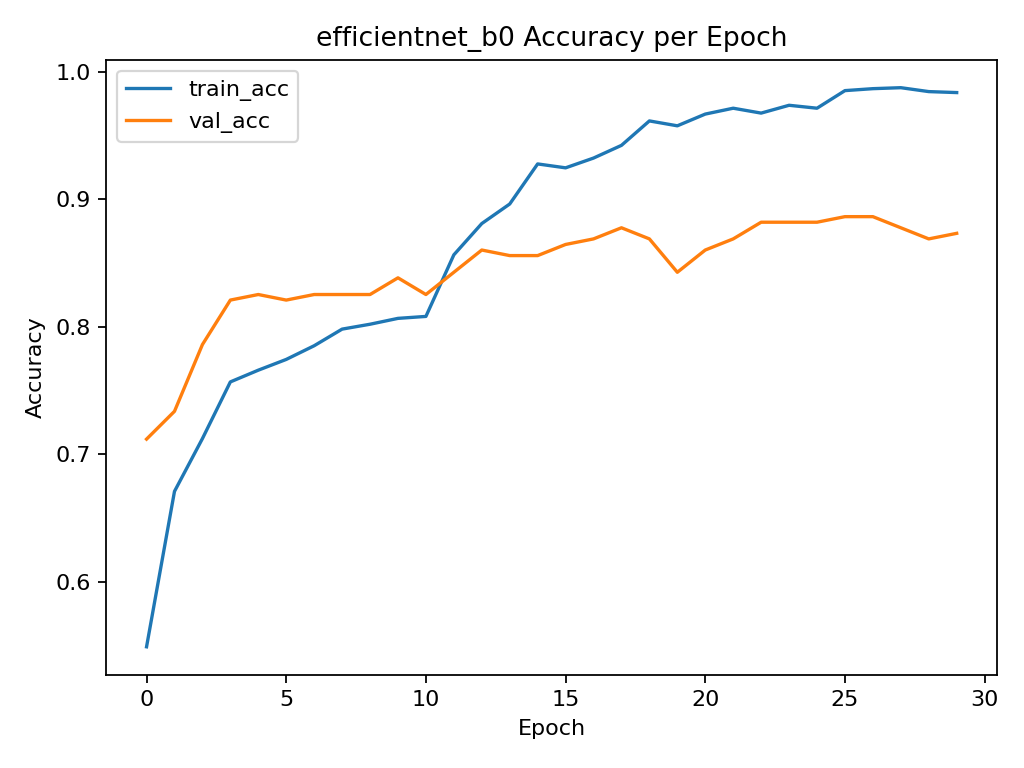 efficientnet_b0 Accuracy per Epoch
train_acc
val_acc
1.0
0.9
0.8
0.7
0.6
Accuracy
0 5 10 15 20 25 30
Epoch